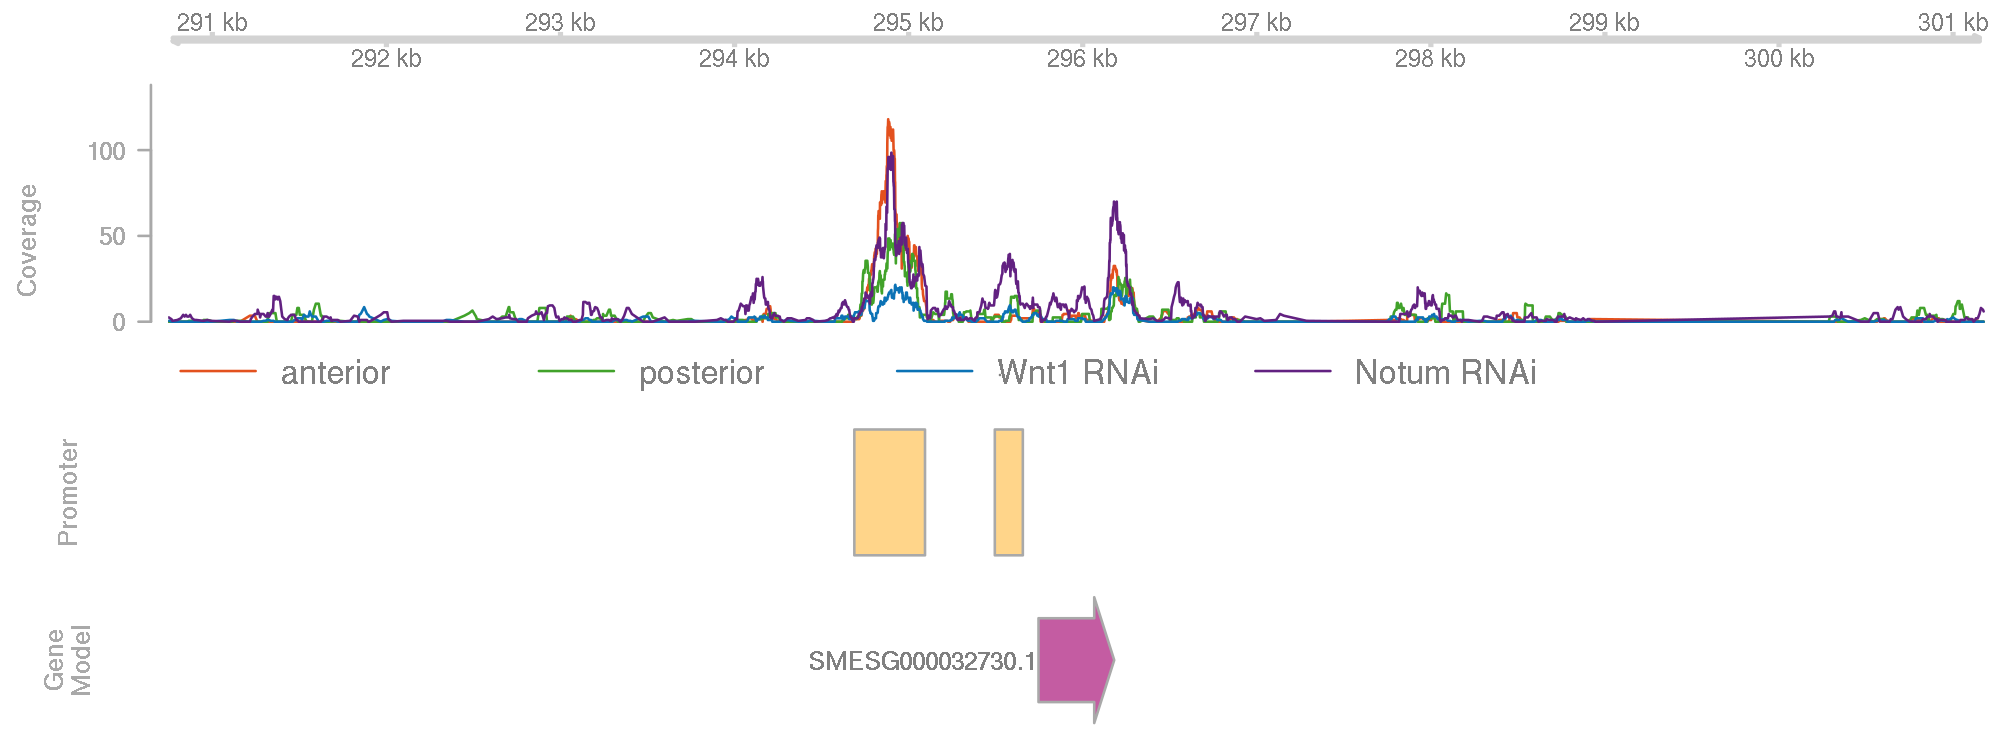 291 kb 293 kb 295 kb 297 kb 299 kb 301 kb
292 kb 294 kb 296 kb 298 kb 300 kb
Coverage
100
50
0
anterior posterior Wnt1 RNAi Notum RNAi
Promoter
Gene
Model
SMESG000032730.1